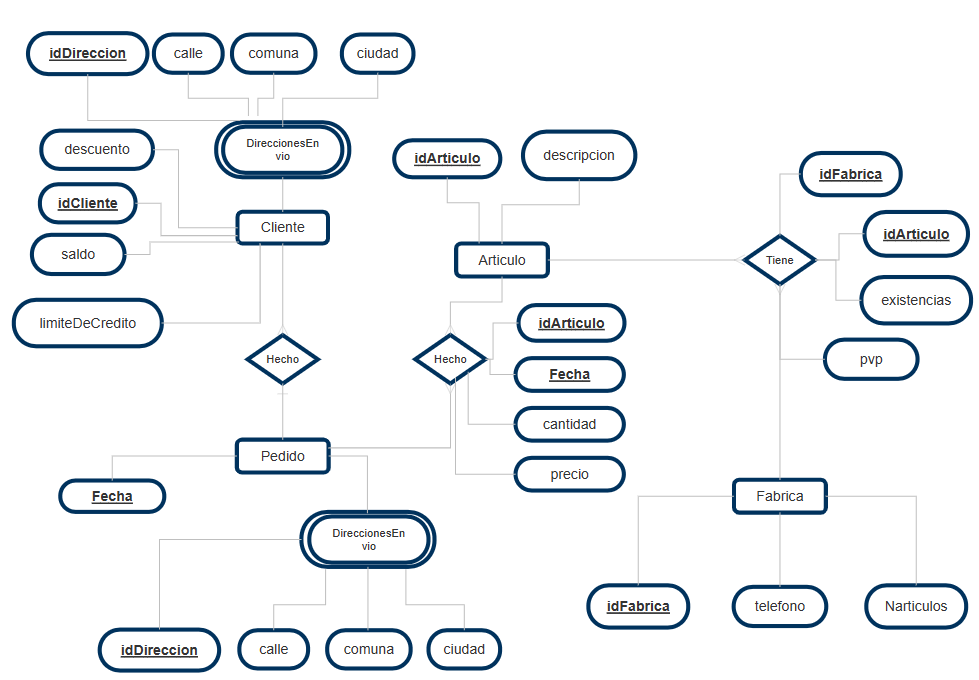 idDireccion
calle
comuna
ciudad
DireccionesEn
vio
descuento
idCliente
saldo
limiteDeCredito
Cliente
Hecho
idArticulo
descripcion
Articulo
Tiene
idFabrica
idArticulo
existencias
pvp
Hecho
idArticulo
Fecha
cantidad
precio
Pedido
Fecha
DireccionesEn
vio
idDireccion
calle
comuna
ciudad
Fabrica
idFabrica
telefono
Narticulos